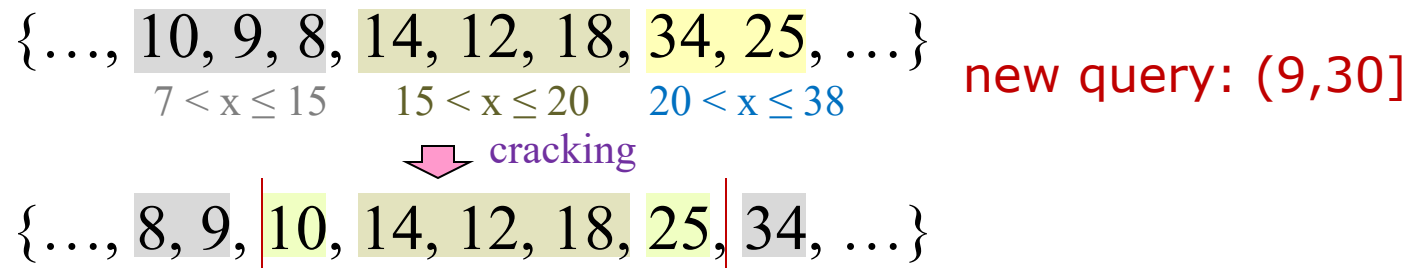 {…, 10, 9, 8, 14, 12, 18, 34, 25, …}
new query: (9,30]
7 < x ≤ 15
15 < x ≤ 20
20 < x ≤ 38
cracking
{…, 8, 9, 10, 14, 12, 18, 25, 34, …}